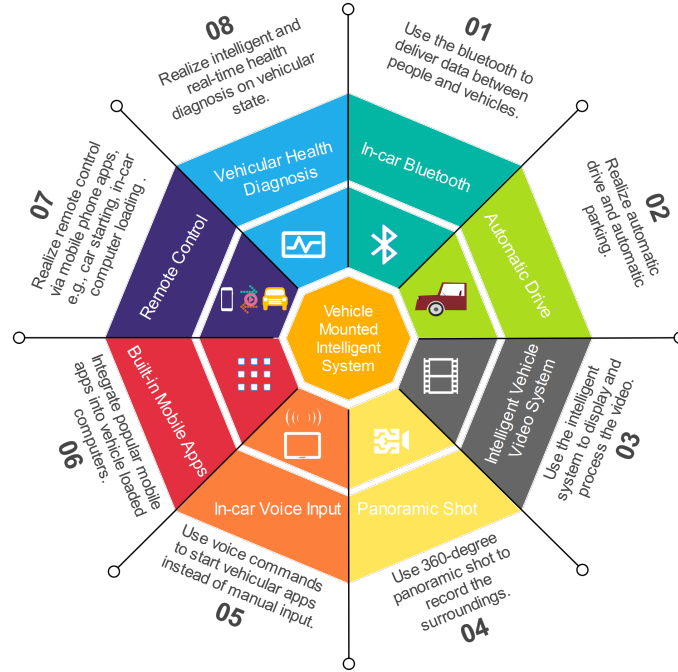 Vehicle
Mounted
Intelligent
System
01
Use the bluetooth to
deliver data between
people and vehicles.
In-car Bluetooth
02
Realize automatic
drive and automatic
parking.
Automatic Drive
03
Use the intelligent
system to display and
process the video.
Intelligent Vehicle
Video System
04
Use 360-degree
panoramic shot to
record the
surroundings.
Panoramic Shot
05
Use voice commands
to start vehicular apps
instead of manual input.
In-car Voice Input
06
Integrate popular mobile
apps into vehicle loaded
computers.
Built-in Mobile Apps
07
Realize remote control
via mobile phone apps,
e.g., car starting, in-car
computer loading .
Remote Control
08
Realize intelligent and
real-time health
diagnosis on vehicular
state.
Vehicular Health
Diagnosis